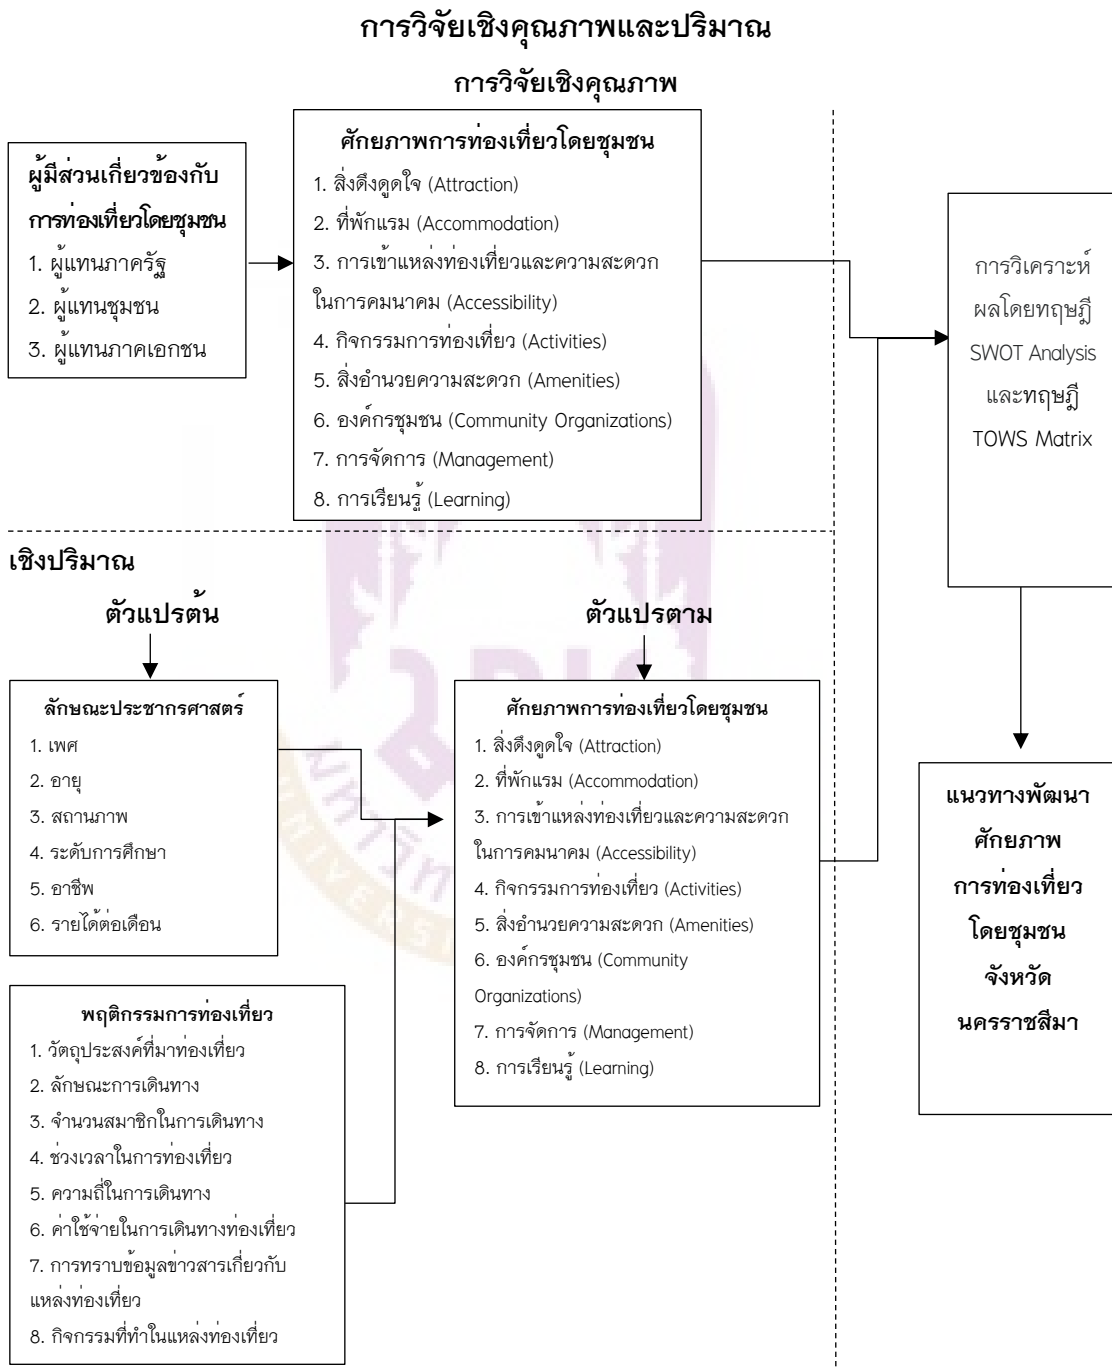 การวิจัยเชิงคุณภาพและปริมาณ
การวิจัยเชิงคุณภาพ
ผู้มีส่วนเกี่ยวข้องกับ
การท่องเที่ยวโดยชุมชน
1. ผู้แทนภาครัฐ
2. ผู้แทนชุมชน
3. ผู้แทนภาคเอกชน
ศักยภาพการท่องเที่ยวโดยชุมชน
1. สิ่งดึงดูดใจ (Attraction)
2. ที่พักแรม (Accommodation)
3. การเข้าแหล่งท่องเที่ยวและความสะดวก
ในการคมนาคม (Accessibility)
4. กิจกรรมการท่องเที่ยว (Activities)
5. สิ่งอำนวยความสะดวก (Amenities)
6. องค์กรชุมชน (Community Organizations)
7. การจัดการ (Management)
8. การเรียนรู้ (Learning)
การวิเคราะห์
ผลโดยทฤษฎี
SWOT Analysis
และทฤษฎี
TOWS Matrix
เชิงปริมาณ
ตัวแปรต้น
ลักษณะประชากรศาสตร์
1. เพศ
2. อายุ
3. สถานภาพ
4. ระดับการศึกษา
5. อาชีพ
6. รายได้ต่อเดือน
พฤติกรรมการท่องเที่ยว
1. วัตถุประสงค์ที่มาท่องเที่ยว
2. ลักษณะการเดินทาง
3. จำนวนสมาชิกในการเดินทาง
4. ช่วงเวลาในการท่องเที่ยว
5. ความถี่ในการเดินทาง
6. ค่าใช้จ่ายในการเดินทางท่องเที่ยว
7. การทราบข้อมูลข่าวสารเกี่ยวกับ
แหล่งท่องเที่ยว
8. กิจกรรมที่ทำในแหล่งท่องเที่ยว
ตัวแปรตาม
ศักยภาพการท่องเที่ยวโดยชุมชน
1. สิ่งดึงดูดใจ (Attraction)
2. ที่พักแรม (Accommodation)
3. การเข้าแหล่งท่องเที่ยวและความสะดวก
ในการคมนาคม (Accessibility)
4. กิจกรรมการท่องเที่ยว (Activities)
5. สิ่งอำนวยความสะดวก (Amenities)
6. องค์กรชุมชน (Community
Organizations)
7. การจัดการ (Management)
8. การเรียนรู้ (Learning)
แนวทางพัฒนา
ศักยภาพ
การท่องเที่ยว
โดยชุมชน
จังหวัด
นครราชสีมา